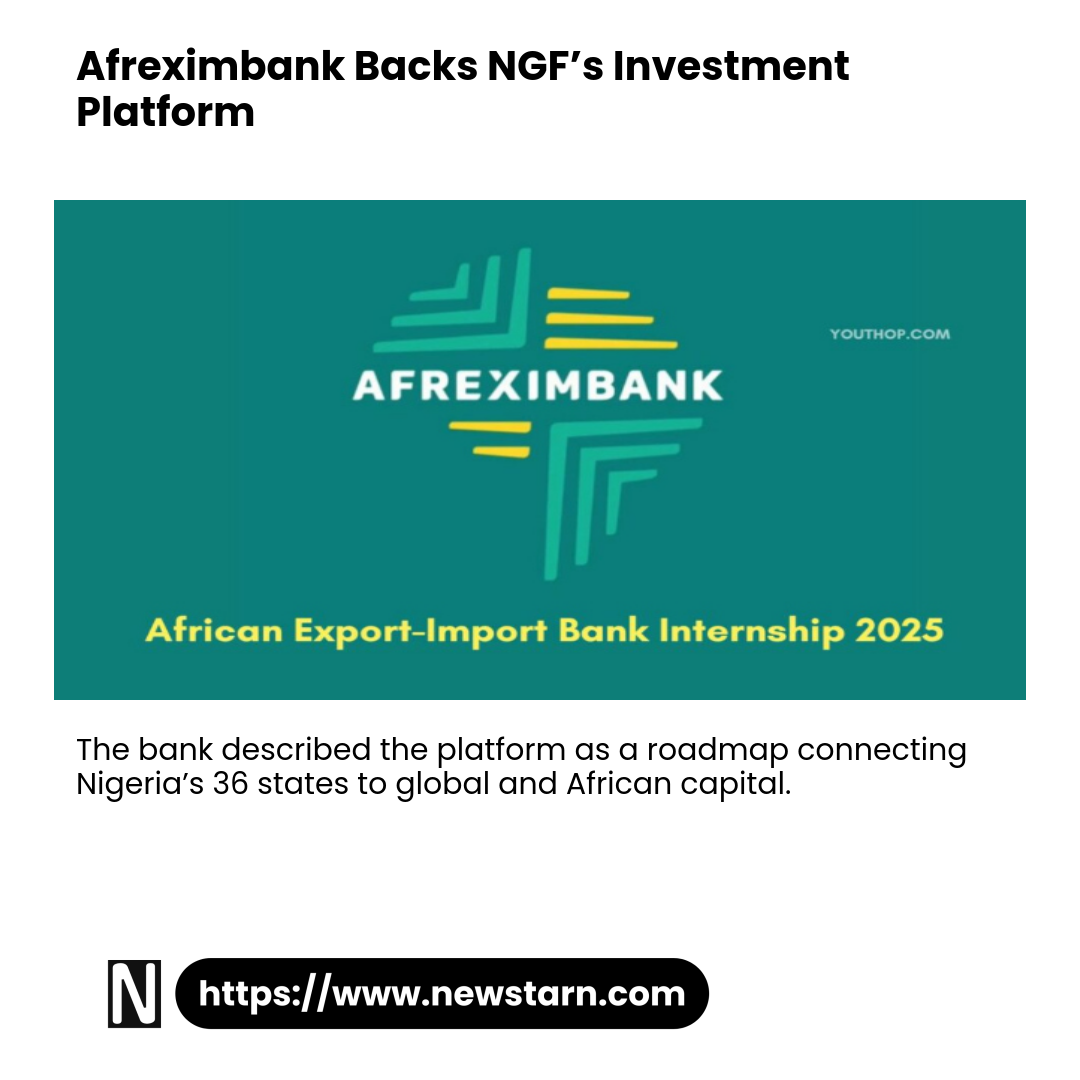 Afreximbank Backs NGF’s Investment
Platform
YOUTHOP.COM
AFREXIMBANK
African Export-Import Bank Internship 2025
The bank described the platform as a roadmap connecting
Nigeria’s 36 states to global and African capital.
N
https://www.newstarn.com